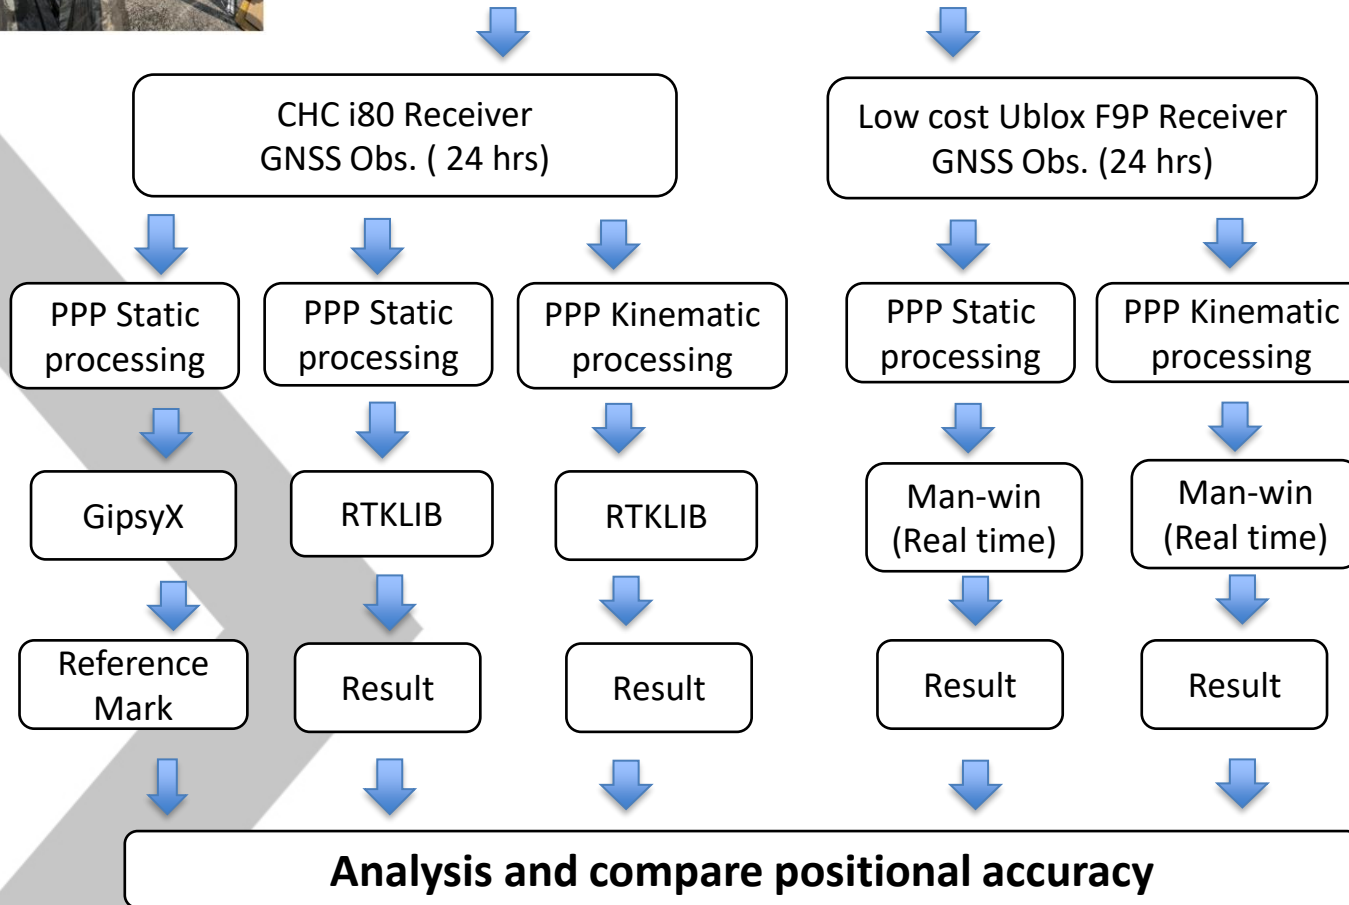 CHC i80 Receiver
GNSS Obs. ( 24 hrs)
Low cost Ublox F9P Receiver
GNSS Obs. (24 hrs)
PPP Static
processing
PPP Static
processing
PPP Kinematic
processing
PPP Static
processing
PPP Kinematic
processing
GipsyX
RTKLIB
RTKLIB
Man-win
(Real time)
Man-win
(Real time)
Reference
Mark
Result
Result
Result
Result
Analysis and compare positional accuracy